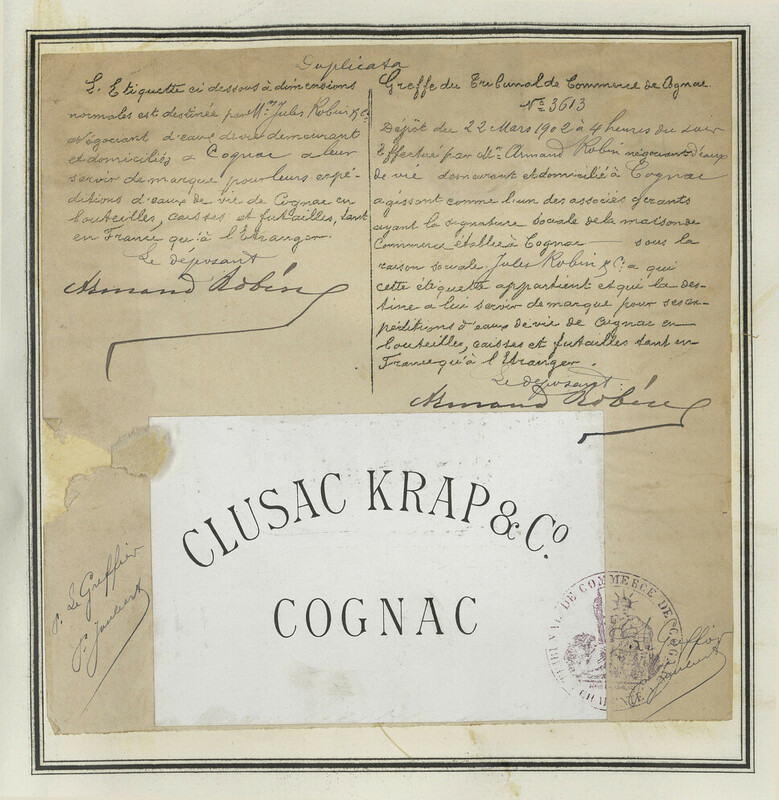 Duplicata
L'Etiquette ci dessous à dimensions
normales est destinée par Mrs Jules Robin & Cie
Négociant d'eaux de vie demeurant
et domiciliés à Cognac a leur
servir de marque pour leurs expé-
ditions d'eaux de vie de Cognac en
bouteilles, caisses et futailles, tant
en France qu'à l'Etranger.
Le déposant
Armand Robin
Greffe du Tribunal de Commerce de Cognac.
No 3613
Dépôt du 22 Mars 1902 à 4 heures du soir
Effectué par Mr Armand Robin négociant d'eaux
de vie demeurant et domicilié à Cognac
agissant comme l'un des associés gérants
ayant la signature sociale de la maison de
Commerce établie à Cognac — sous la
raison sociale Jules Robin & Cie a qui
cette étiquette appartient et qui la des-
tine a lui servir de marque pour ses ex-
péditions d'eaux de vie de Cognac en
bouteilles, caisses et futailles tant en
France qu'à l'Etranger.
Le déposant
Armand Robin
CLUSAC KRAP & Co
COGNAC
p. Le Greffier
TRIBUNAL DE COMMERCE DE COGNAC
CHARENTE
Greffier